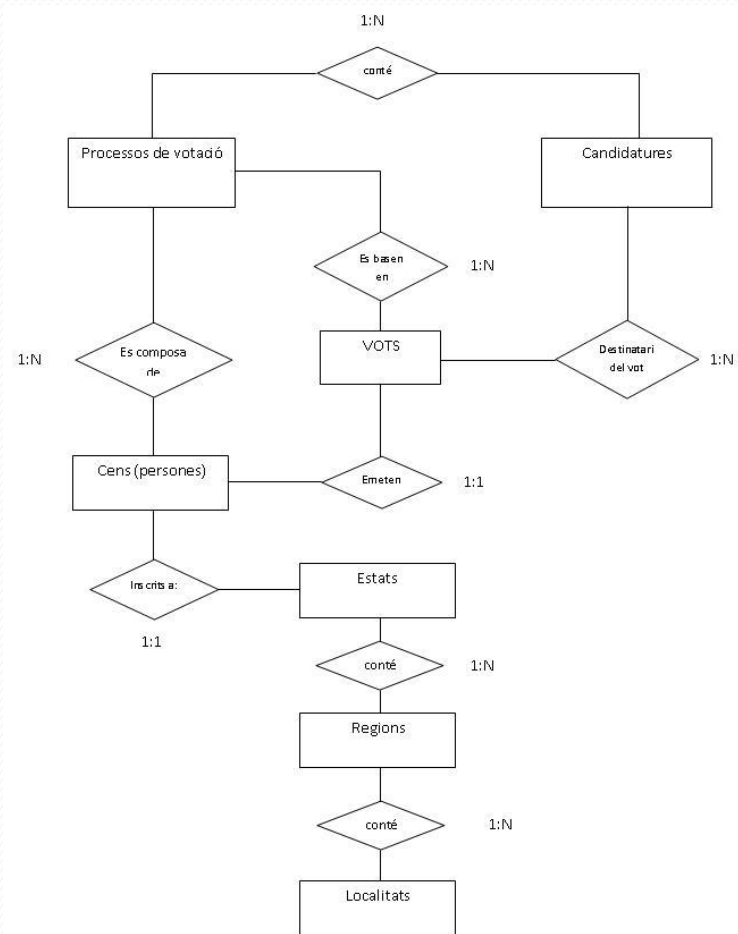 1:N
conté
Processos de votació
Candidatures
Es basen
en
1:N
VOTS
1:N
Es composa
de
Destinatari
del vot
1:N
Cens (persones)
Emeten
1:1
Inscrits a:
1:1
Estats
conté
1:N
Regions
conté
1:N
Localitats